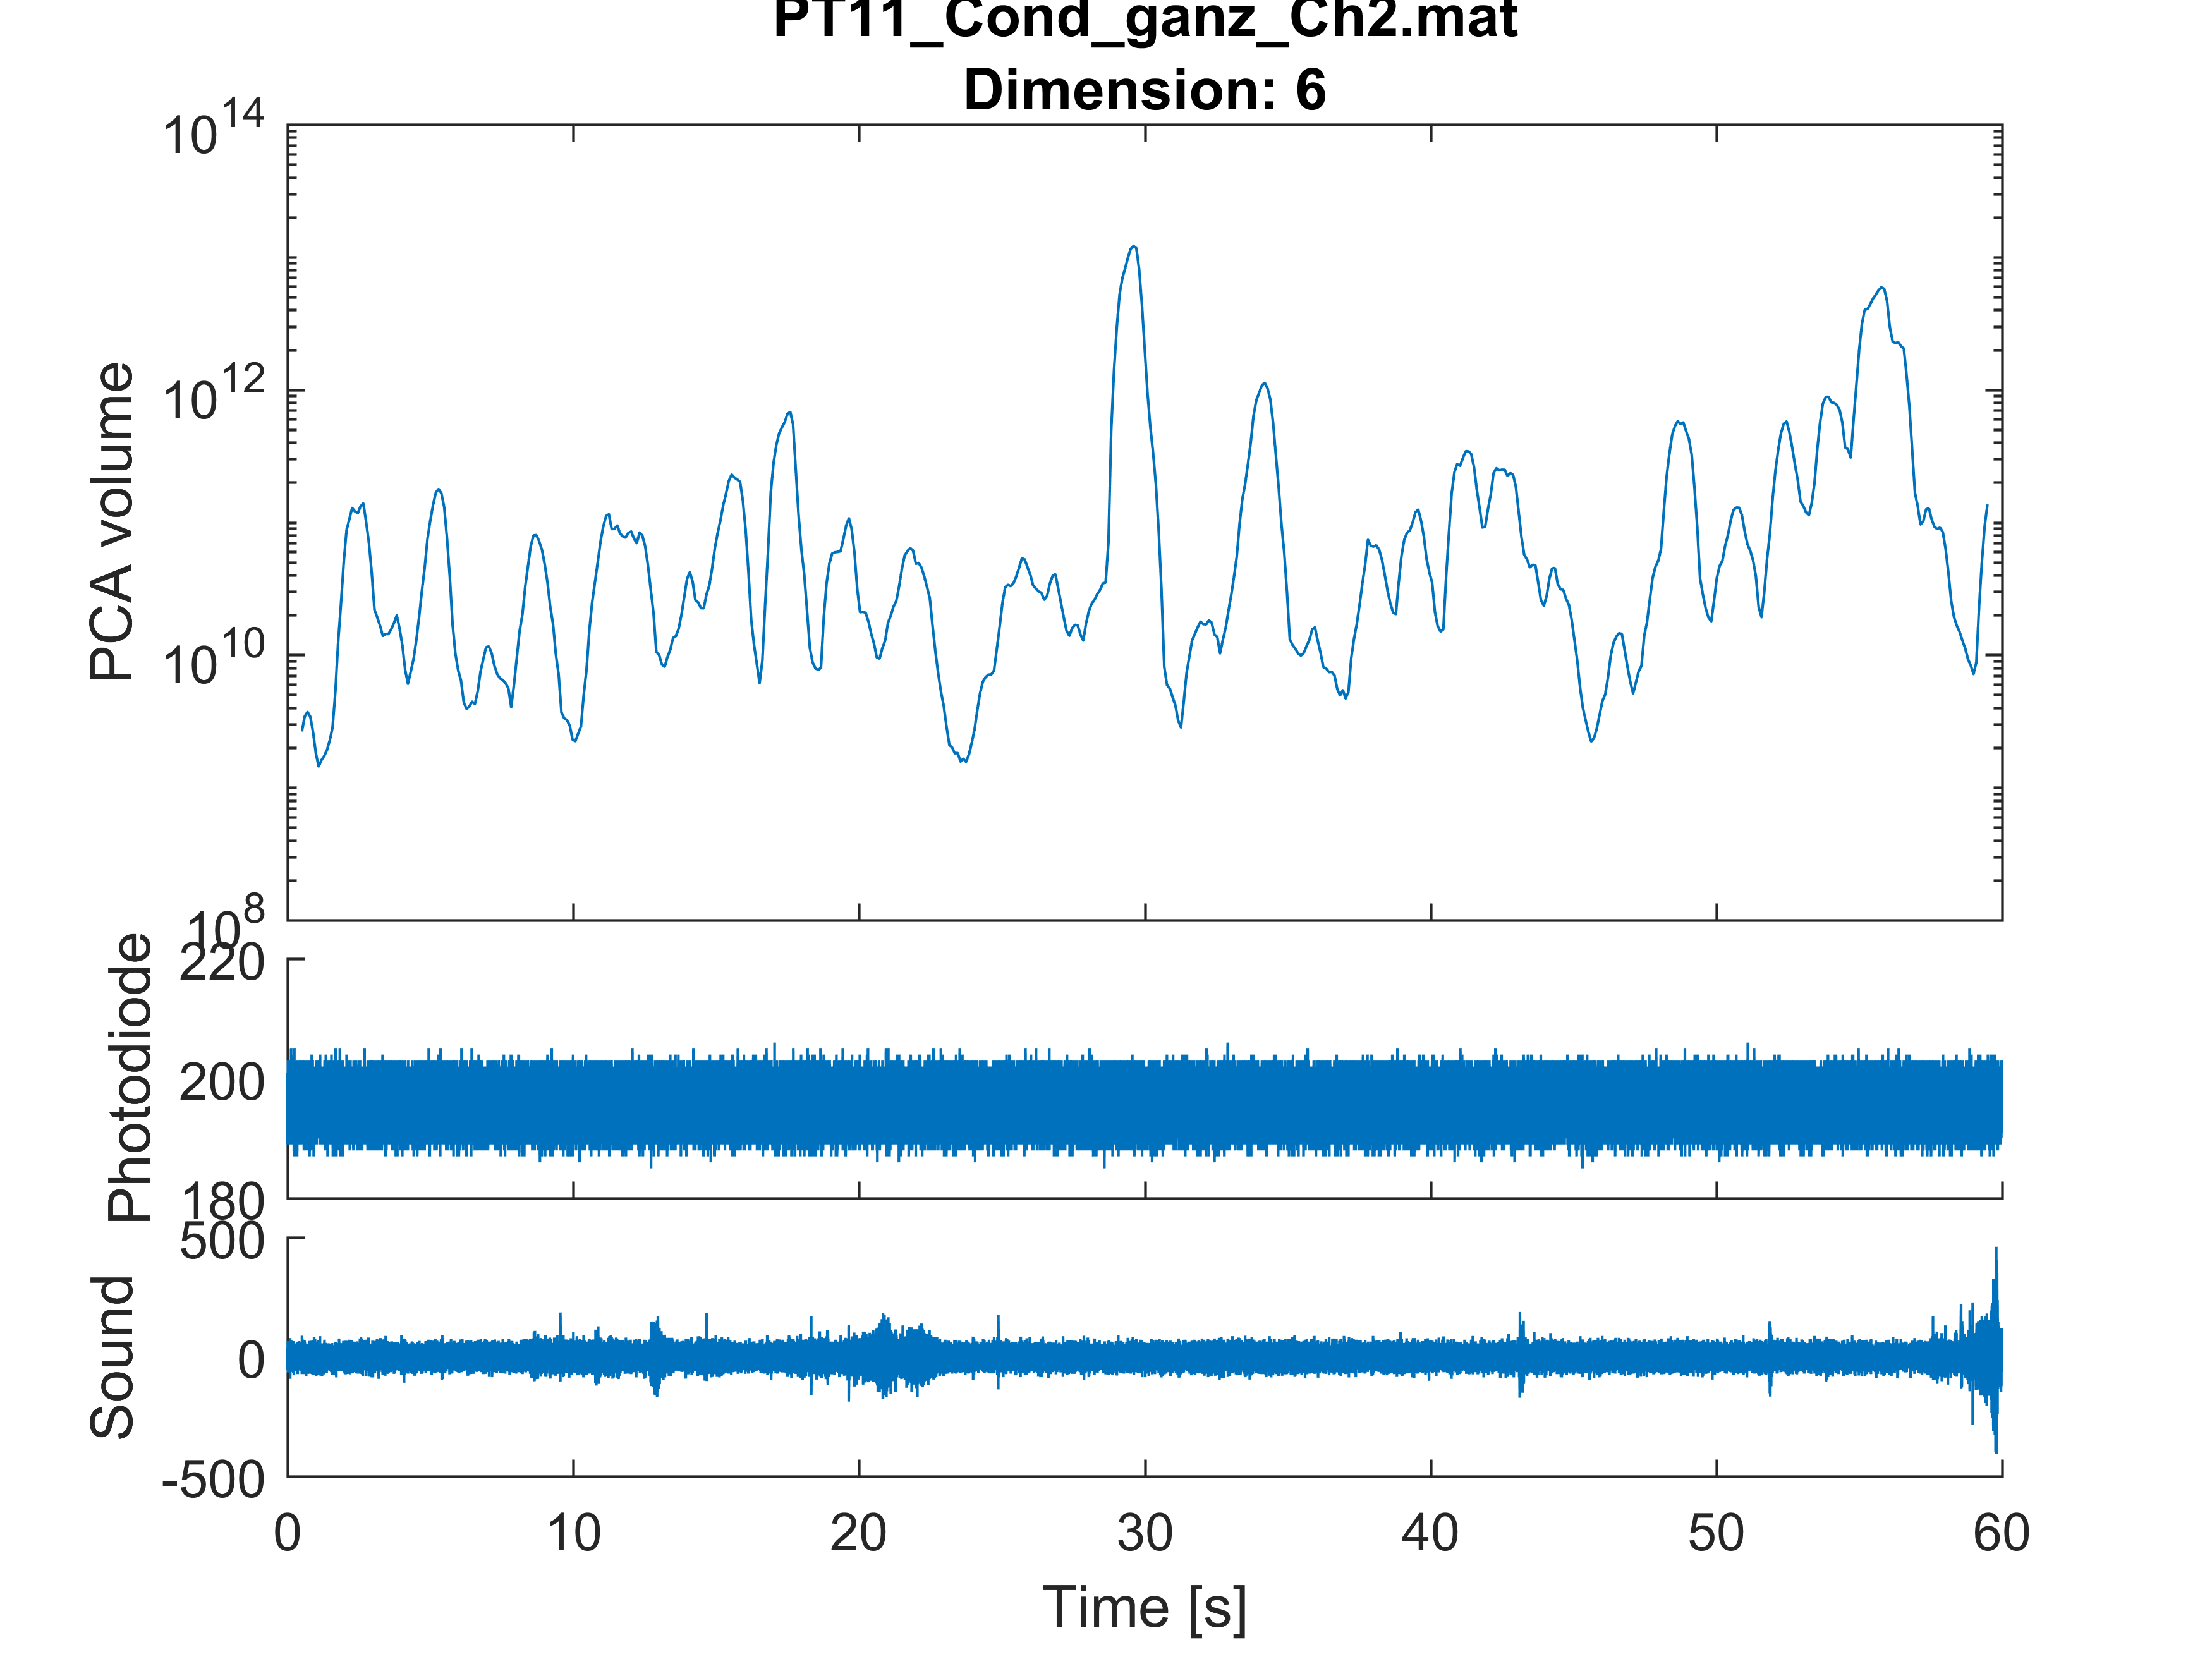 PT11_Cond_ganz_Ch2.mat
Dimension: 6
10^14
10^12
10^10
10^8
PCA volume
220
200
180
Photodiode
500
0
-500
Sound
0 10 20 30 40 50 60
Time [s]